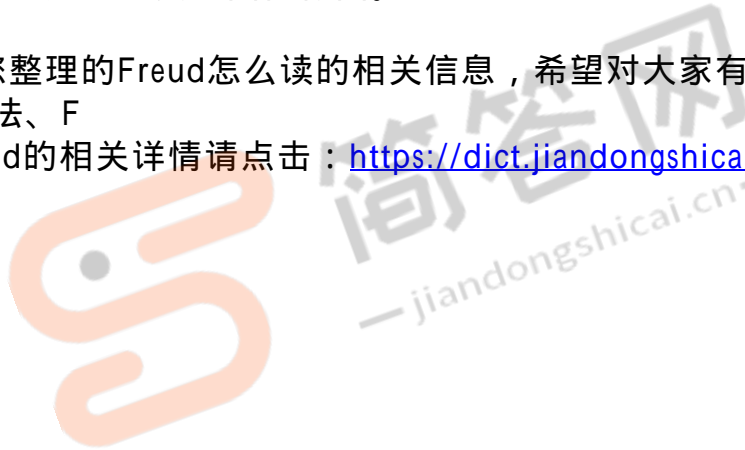 整理的Freud怎么读的相关信息，希望对大家有
法、F
d的相关详情请点击：https://dict.jiandongshica
简答网
jiandongshicai.cn